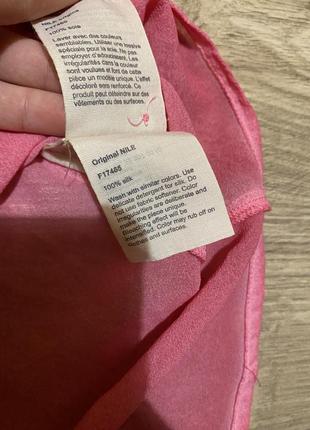 F17465
100% soie
Laver avec des couleurs
semblables. Utiliser une lessive
spéciale pour la soie. Ne pas
employer d'adoucissant. Les
irrégularités dans la couleur
sont voulues et font de cette
pièce un modèle unique. L'effet
décoloré sera renforcé. Ce
produit peut déteindre sur les
vêtements ou des surfaces.
Original NILE
F17465
100% silk
Wash with similar colors. Use
delicate detergent for silk. Do
not use fabric softener. Color
irregularities are deliberate and
make the piece unique.
Bleaching effect will be
intensified. Color may rub off on
clothes and surfaces.